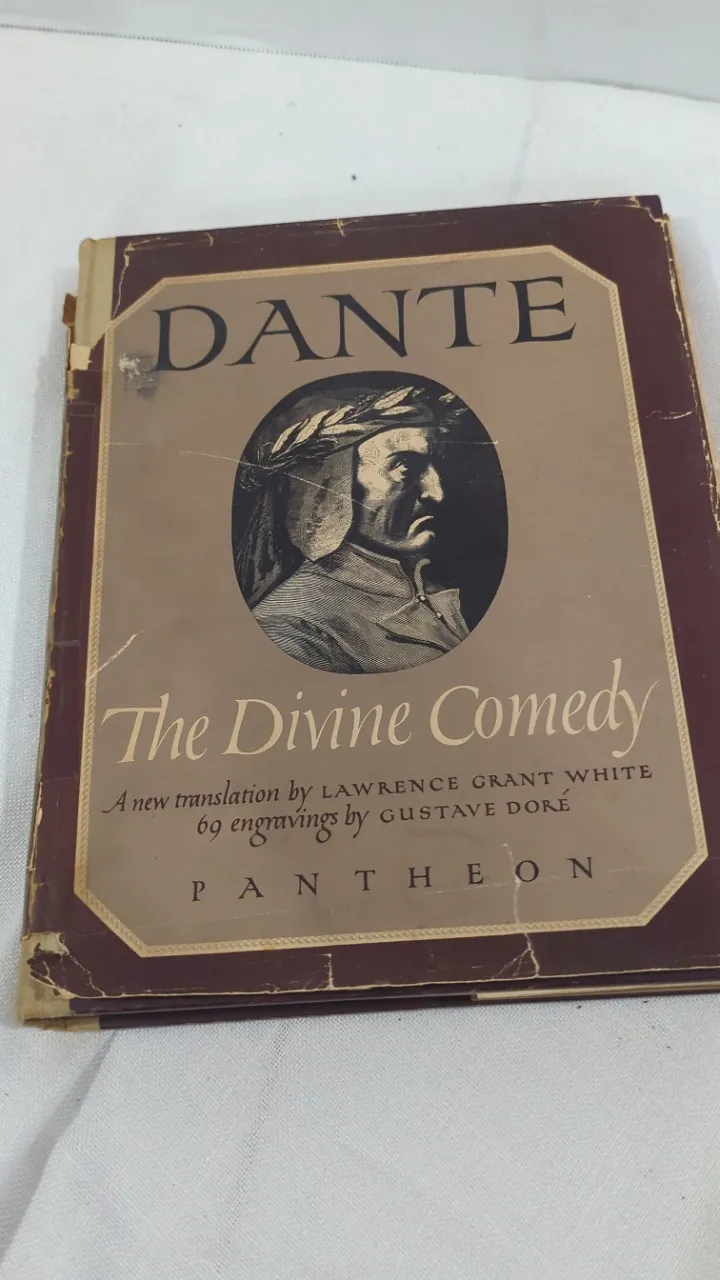 DANTE
The Divine Comedy
A new translation by LAWRENCE GRANT WHITE
69 engravings by GUSTAVE DORÉ
PANTHEON